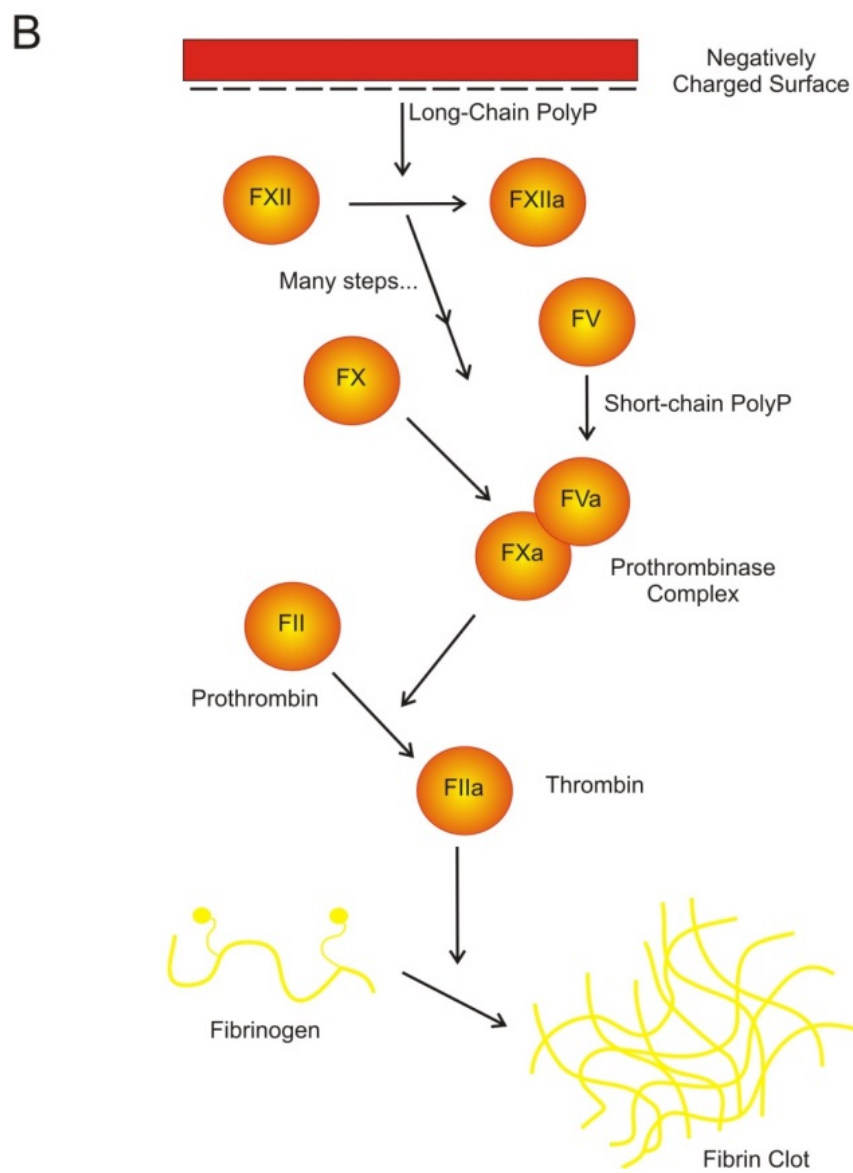 B
Negatively
Charged Surface
Long-Chain PolyP
FXII
FXIIa
Many steps...
FV
FX
Short-chain PolyP
FVa
FXa
Prothrombinase
Complex
FII
Prothrombin
FIIa
Thrombin
Fibrinogen
Fibrin Clot